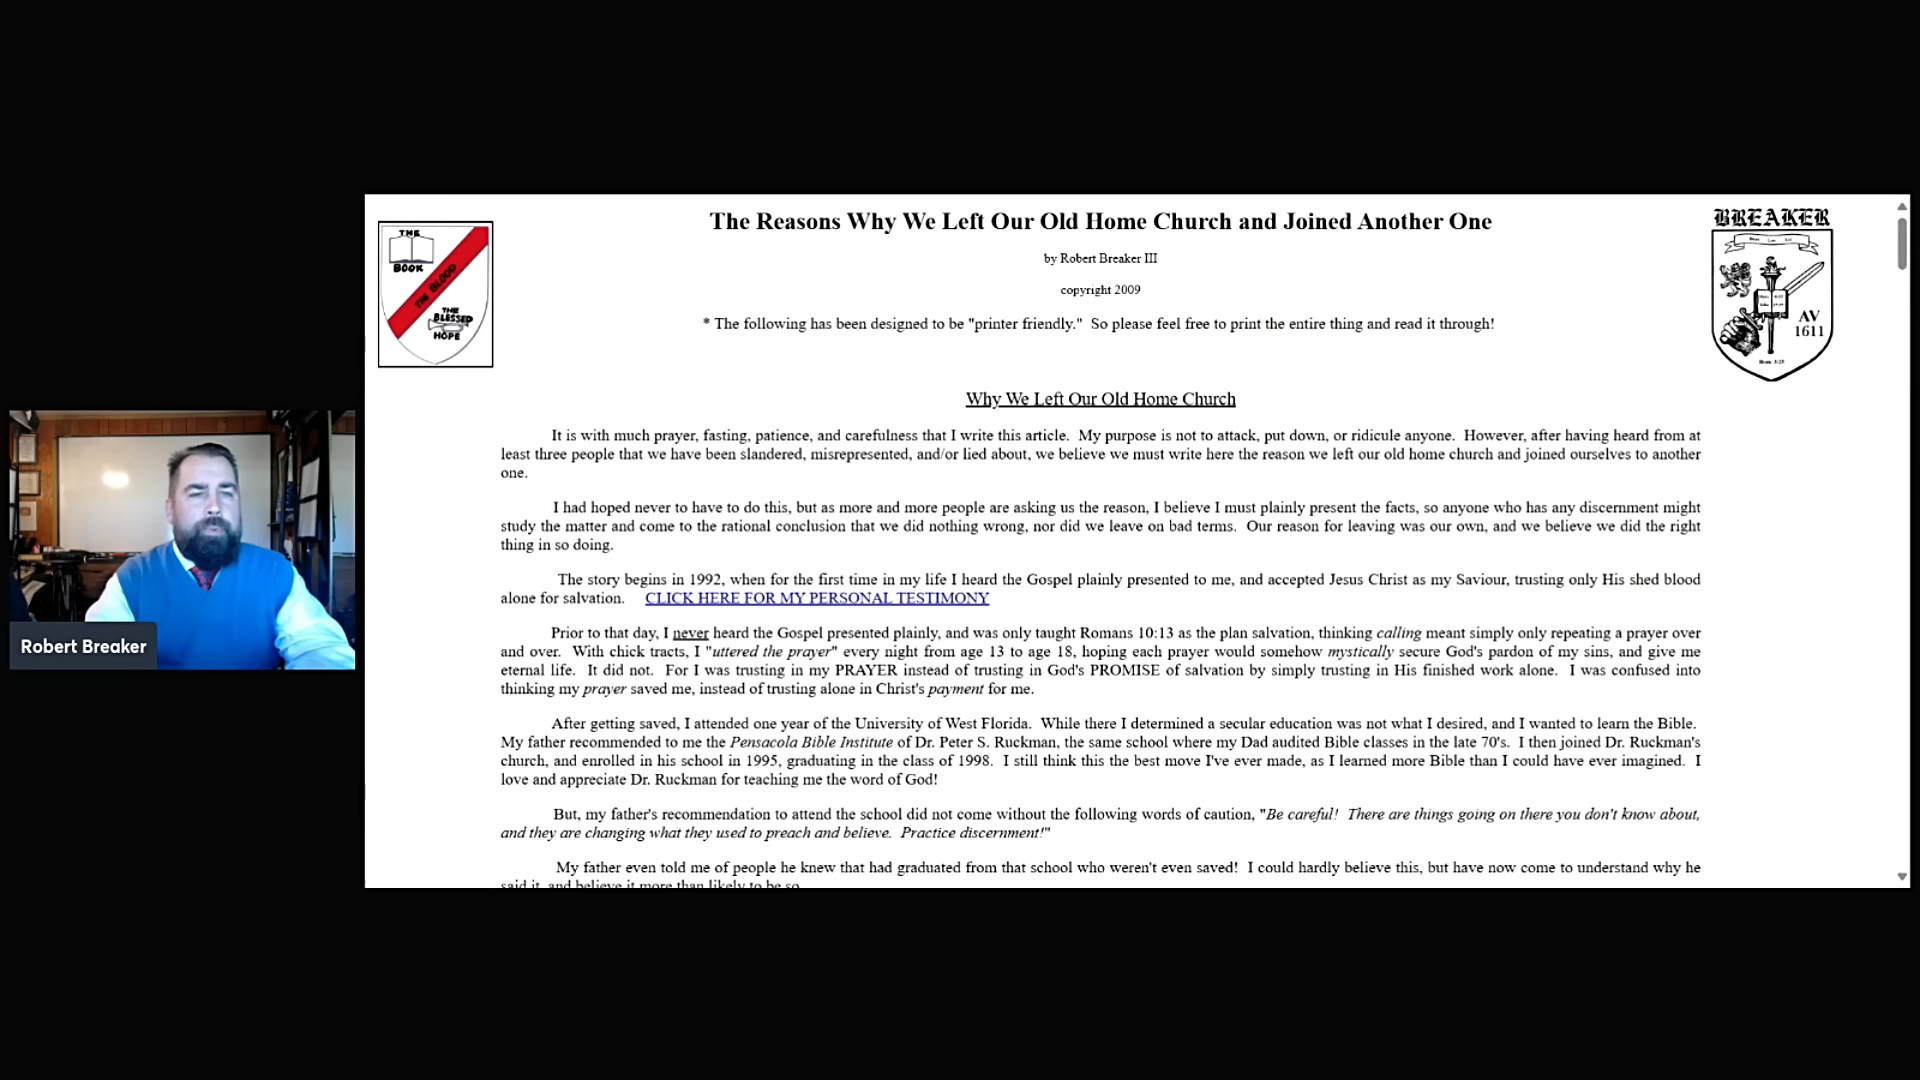 The Reasons Why We Left Our Old Home Church and Joined Another One
by Robert Breaker III
copyright 2009
* The following has been designed to be "printer friendly."  So please feel free to print the entire thing and read it through!
THE
BOOK
THE BLOOD
THE
BLESSED
HOPE
BREAKER
AV
1611
Why We Left Our Old Home Church
It is with much prayer, fasting, patience, and carefulness that I write this article.  My purpose is not to attack, put down, or ridicule anyone.  However, after having heard from at
least three people that we have been slandered, misrepresented, and/or lied about, we believe we must write here the reason we left our old home church and joined ourselves to another
one.
I had hoped never to have to do this, but as more and more people are asking us the reason, I believe I must plainly present the facts, so anyone who has any discernment might
study the matter and come to the rational conclusion that we did nothing wrong, nor did we leave on bad terms.  Our reason for leaving was our own, and we believe we did the right
thing in so doing.
The story begins in 1992, when for the first time in my life I heard the Gospel plainly presented to me, and accepted Jesus Christ as my Saviour, trusting only His shed blood
alone for salvation.    CLICK HERE FOR MY PERSONAL TESTIMONY
Prior to that day, I never heard the Gospel presented plainly, and was only taught Romans 10:13 as the plan salvation, thinking calling meant simply only repeating a prayer over
and over.  With chick tracts, I "uttered the prayer" every night from age 13 to age 18, hoping each prayer would somehow mystically secure God's pardon of my sins, and give me
eternal life.  It did not.  For I was trusting in my PRAYER instead of trusting in God's PROMISE of salvation by simply trusting in His finished work alone.  I was confused into
thinking my prayer saved me, instead of trusting alone in Christ's payment for me.
After getting saved, I attended one year of the University of West Florida.  While there I determined a secular education was not what I desired, and I wanted to learn the Bible.
My father recommended to me the Pensacola Bible Institute of Dr. Peter S. Ruckman, the same school where my Dad audited Bible classes in the late 70's.  I then joined Dr. Ruckman's
church, and enrolled in his school in 1995, graduating in the class of 1998.  I still think this the best move I've ever made, as I learned more Bible than I could have ever imagined.  I
love and appreciate Dr. Ruckman for teaching me the word of God!
But, my father's recommendation to attend the school did not come without the following words of caution, "Be careful!  There are things going on there you don't know about,
and they are changing what they used to preach and believe.  Practice discernment!"
My father even told me of people he knew that had graduated from that school who weren't even saved!  I could hardly believe this, but have now come to understand why he
said it, and believe it more than likely to be so.
Robert Breaker